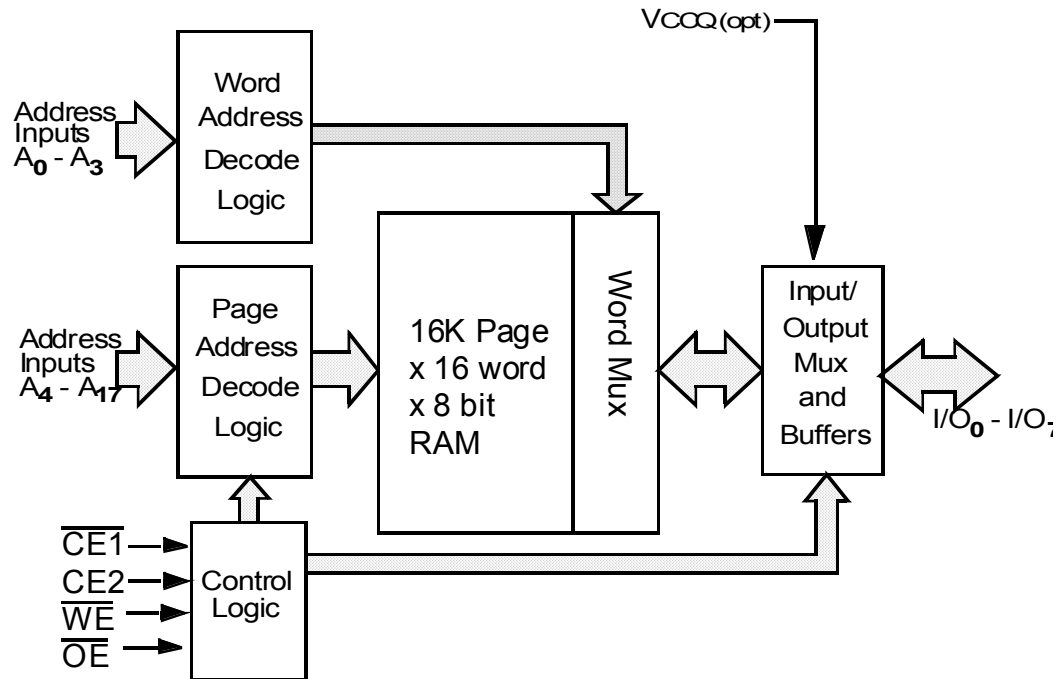 VCCQ(opt)
Word
Address
Decode
Logic
Address
Inputs
A0 - A3
Page
Address
Decode
Logic
Address
Inputs
A4 - A17
16K Page
x 16 word
x 8 bit
RAM
Word Mux
Input/
Output
Mux
and
Buffers
I/O0 - I/O7
CE1
CE2
WE
OE
Control
Logic